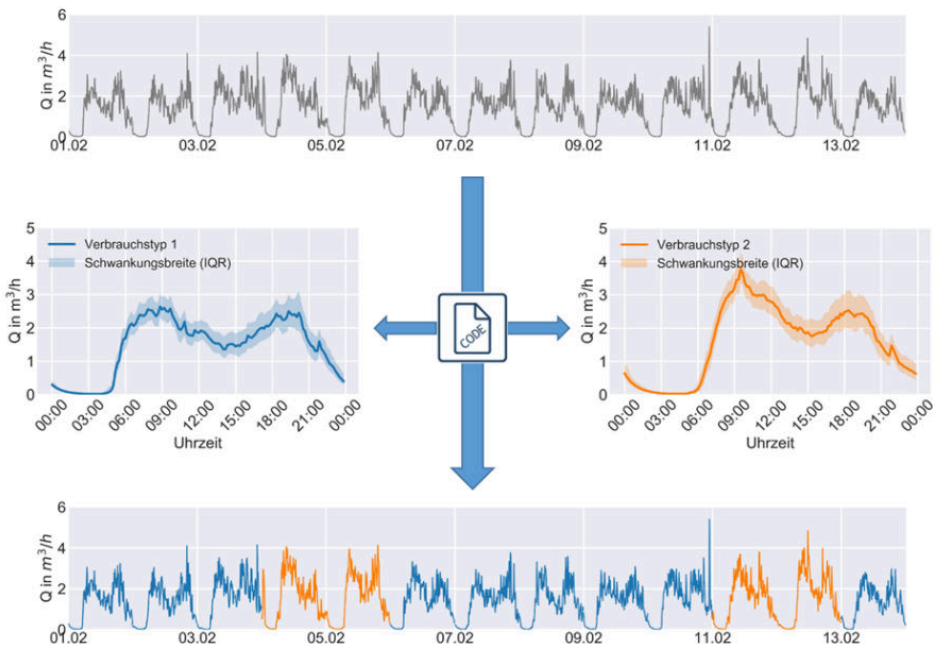 6
4
2
0
Q in m³/h
01.02 03.02 05.02 07.02 09.02 11.02 13.02
5
4
3
2
1
0
Q in m³/h
Verbrauchstyp 1
Schwankungsbreite (IQR)
00:00 03:00 06:00 09:00 12:00 15:00 18:00 21:00 00:00
Uhrzeit
CODE
5
4
3
2
1
0
Q in m³/h
Verbrauchstyp 2
Schwankungsbreite (IQR)
00:00 03:00 06:00 09:00 12:00 15:00 18:00 21:00 00:00
Uhrzeit
6
4
2
0
Q in m³/h
01.02 03.02 05.02 07.02 09.02 11.02 13.02